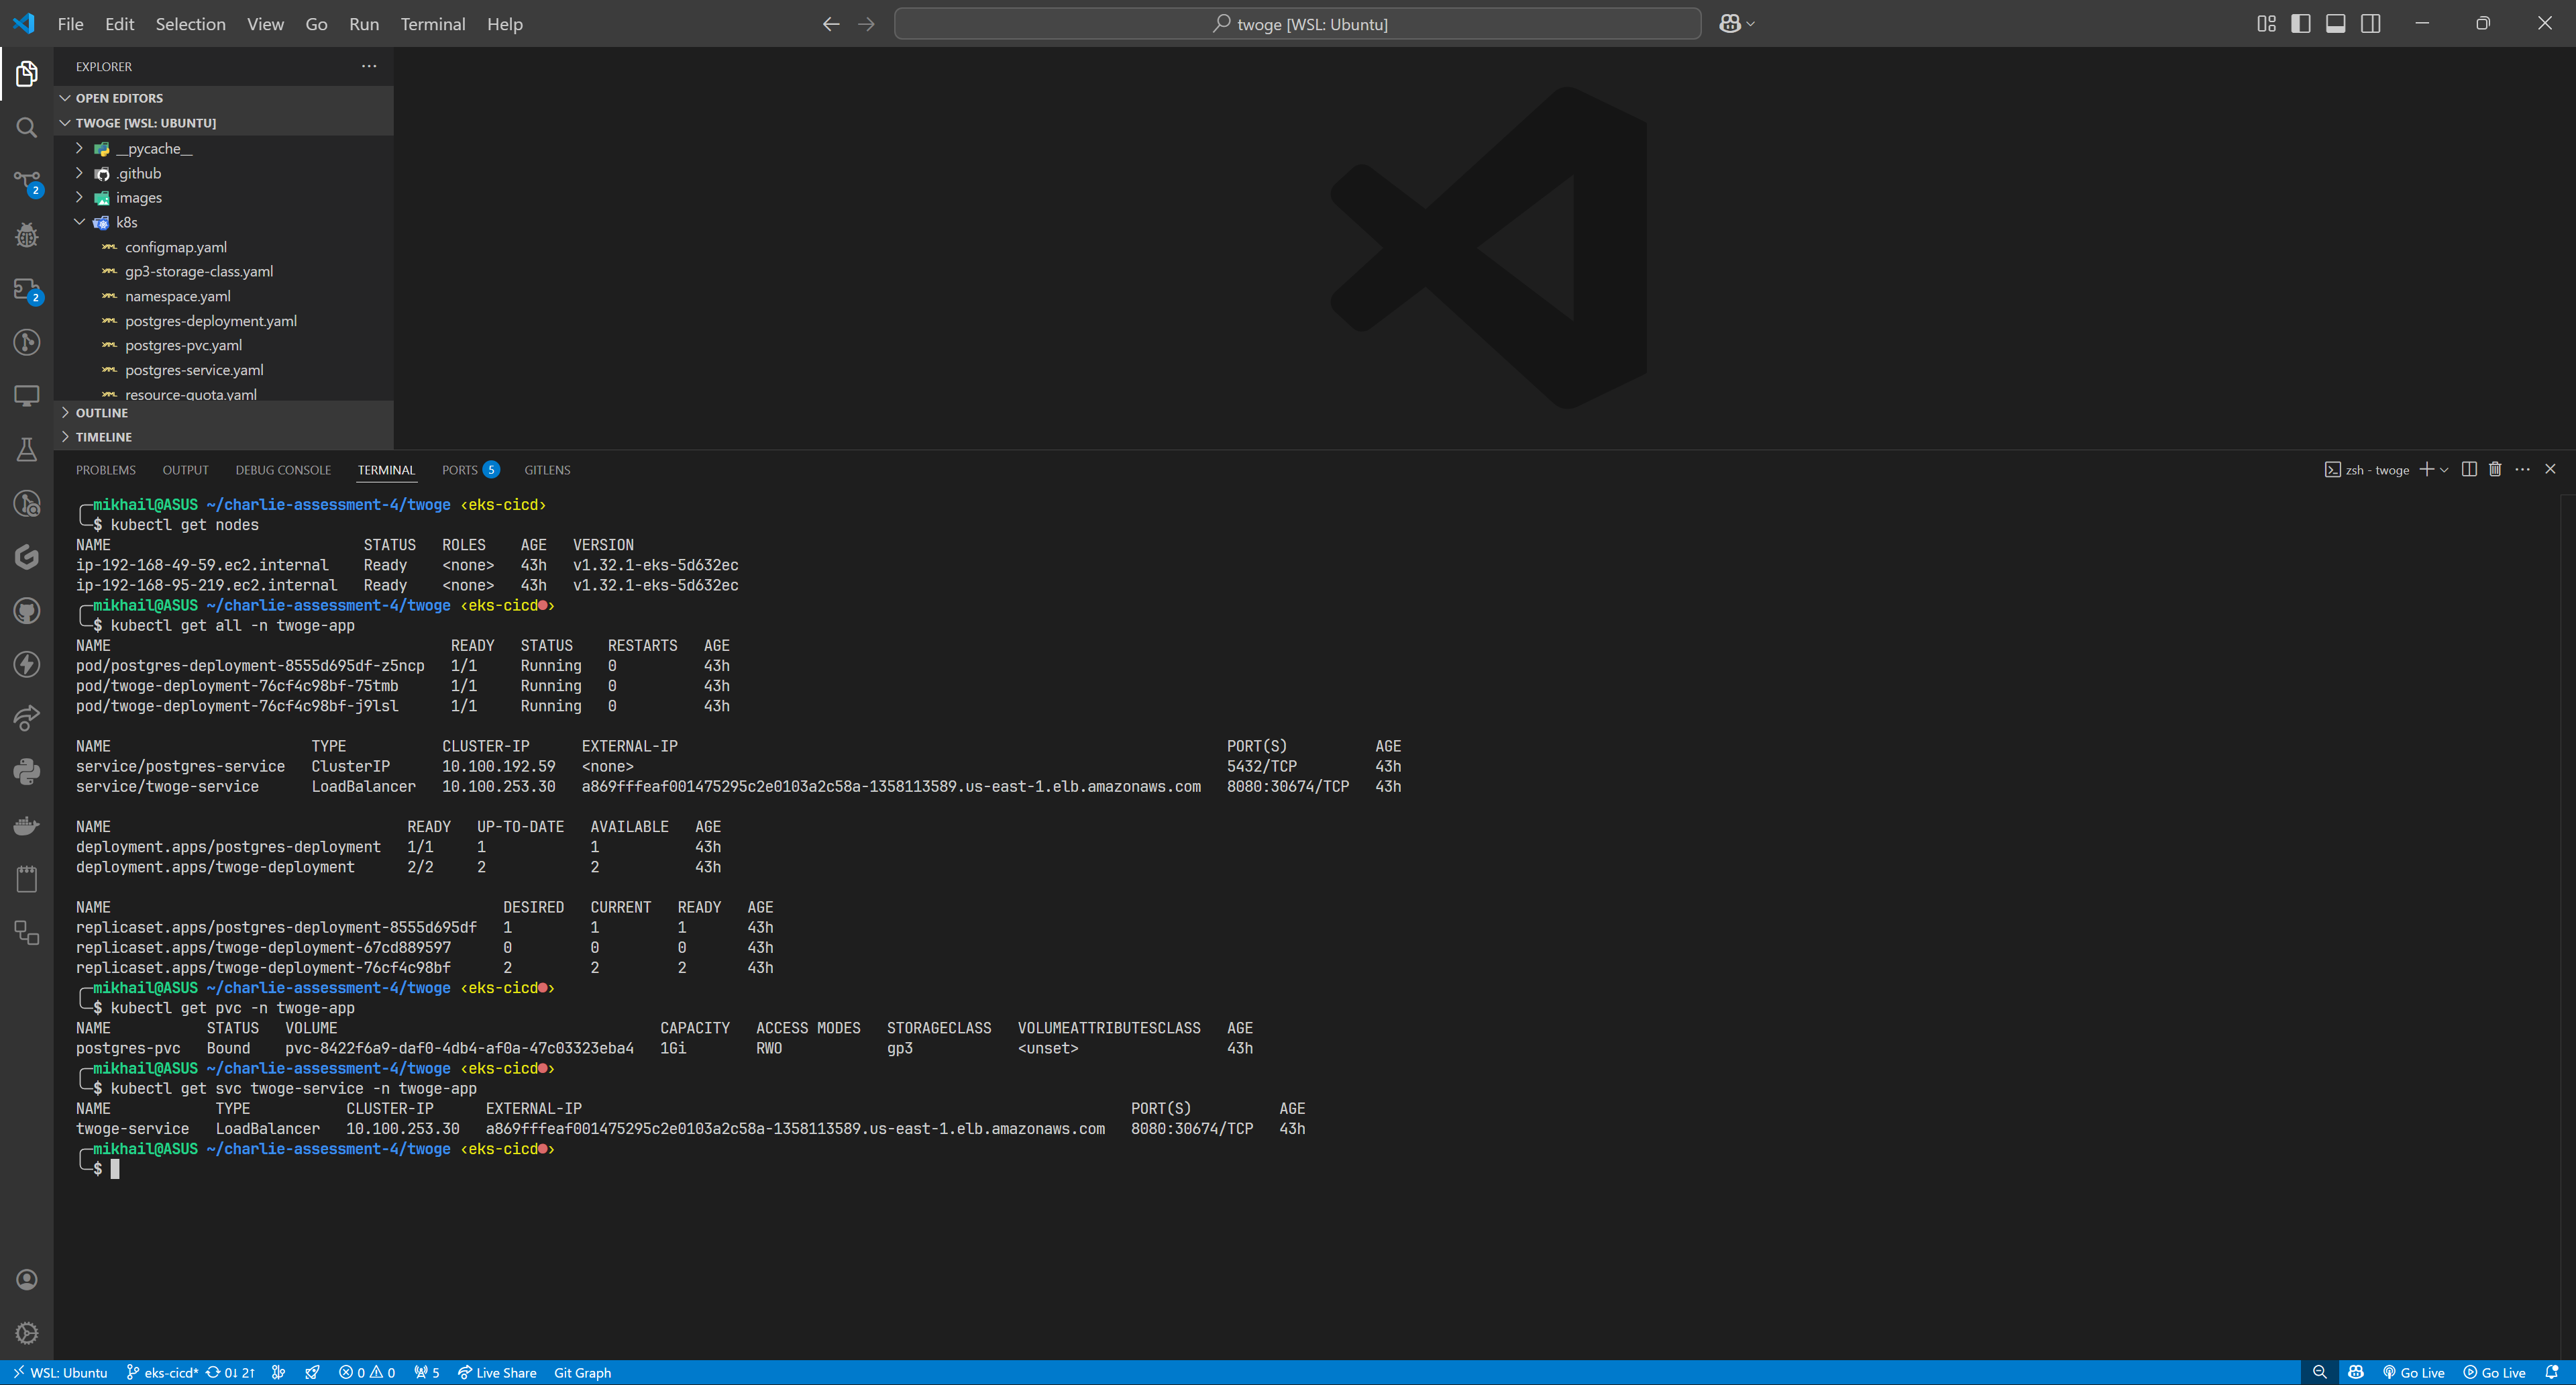 File Edit Selection View Go Run Terminal Help
twoge [WSL: Ubuntu]
EXPLORER
OPEN EDITORS
TWOGE [WSL: UBUNTU]
__pycache__
.github
images
k8s
configmap.yaml
gp3-storage-class.yaml
namespace.yaml
postgres-deployment.yaml
postgres-pvc.yaml
postgres-service.yaml
resource-quota.yaml
OUTLINE
TIMELINE
2
2
PROBLEMS OUTPUT DEBUG CONSOLE TERMINAL PORTS 5 GITLENS
zsh - twoge
mikhail@ASUS ~/charlie-assessment-4/twoge ‹eks-cicd›
$ kubectl get nodes
NAME STATUS ROLES AGE VERSION
ip-192-168-49-59.ec2.internal Ready <none> 43h v1.32.1-eks-5d632ec
ip-192-168-95-219.ec2.internal Ready <none> 43h v1.32.1-eks-5d632ec
mikhail@ASUS ~/charlie-assessment-4/twoge ‹eks-cicd●›
$ kubectl get all -n twoge-app
NAME READY STATUS RESTARTS AGE
pod/postgres-deployment-8555d695df-z5ncp 1/1 Running 0 43h
pod/twoge-deployment-76cf4c98bf-75tmb 1/1 Running 0 43h
pod/twoge-deployment-76cf4c98bf-j9lsl 1/1 Running 0 43h
NAME TYPE CLUSTER-IP EXTERNAL-IP PORT(S) AGE
service/postgres-service ClusterIP 10.100.192.59 <none> 5432/TCP 43h
service/twoge-service LoadBalancer 10.100.253.30 a869fffeaf001475295c2e0103a2c58a-1358113589.us-east-1.elb.amazonaws.com 8080:30674/TCP 43h
NAME READY UP-TO-DATE AVAILABLE AGE
deployment.apps/postgres-deployment 1/1 1 1 43h
deployment.apps/twoge-deployment 2/2 2 2 43h
NAME DESIRED CURRENT READY AGE
replicaset.apps/postgres-deployment-8555d695df 1 1 1 43h
replicaset.apps/twoge-deployment-67cd889597 0 0 0 43h
replicaset.apps/twoge-deployment-76cf4c98bf 2 2 2 43h
mikhail@ASUS ~/charlie-assessment-4/twoge ‹eks-cicd●›
$ kubectl get pvc -n twoge-app
NAME STATUS VOLUME CAPACITY ACCESS MODES STORAGECLASS VOLUMEATTRIBUTESCLASS AGE
postgres-pvc Bound pvc-8422f6a9-daf0-4db4-af0a-47c03323eba4 1Gi RWO gp3 <unset> 43h
mikhail@ASUS ~/charlie-assessment-4/twoge ‹eks-cicd●›
$ kubectl get svc twoge-service -n twoge-app
NAME TYPE CLUSTER-IP EXTERNAL-IP PORT(S) AGE
twoge-service LoadBalancer 10.100.253.30 a869fffeaf001475295c2e0103a2c58a-1358113589.us-east-1.elb.amazonaws.com 8080:30674/TCP 43h
mikhail@ASUS ~/charlie-assessment-4/twoge ‹eks-cicd●›
$
WSL: Ubuntu eks-cicd* 0↓ 2↑ 0 0 5 Live Share Git Graph Go Live Go Live